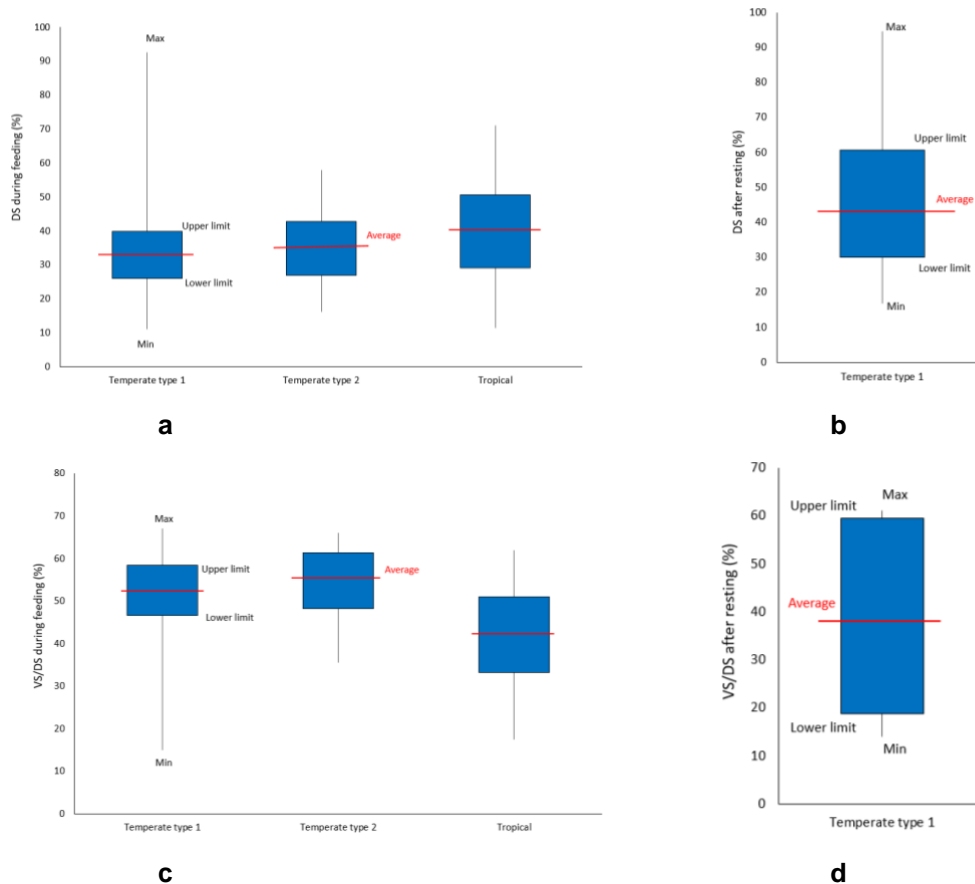 DS during feeding (%)
100
90
80
70
60
50
40
30
20
10
0
Max
Upper limit
Lower limit
Min
Average
Temperate type 1
Temperate type 2
Tropical
a
DS after resting (%)
100
90
80
70
60
50
40
30
20
10
0
Max
Upper limit
Average
Lower limit
Min
Temperate type 1
b
VS/DS during feeding (%)
80
70
60
50
40
30
20
10
0
Max
Upper limit
Lower limit
Min
Average
Temperate type 1
Temperate type 2
Tropical
c
VS/DS after resting (%)
70
60
50
40
30
20
10
0
Upper limit
Max
Average
Lower limit
Min
Temperate type 1
d